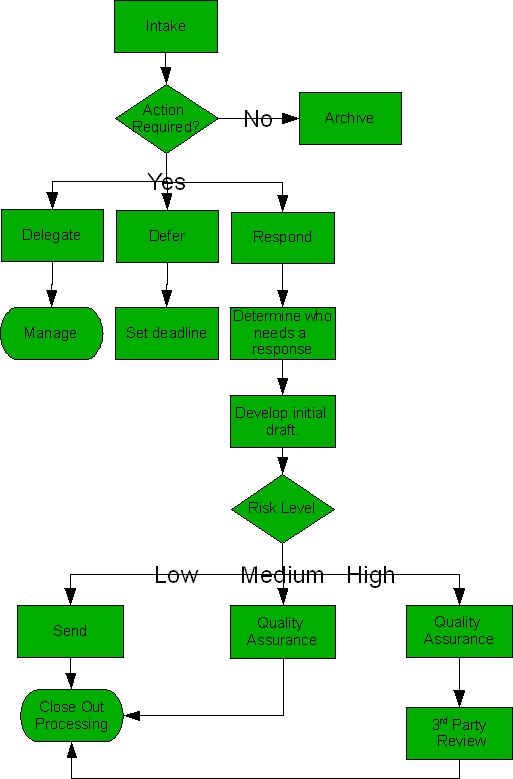 Intake
Action
Required?
No
Archive
Yes
Delegate
Defer
Respond
Manage
Set deadline
Determine who
needs a
response
Develop initial
draft.
Risk Level
Low
Medium
High
Send
Quality
Assurance
Quality
Assurance
Close Out
Processing
3rd Party
Review